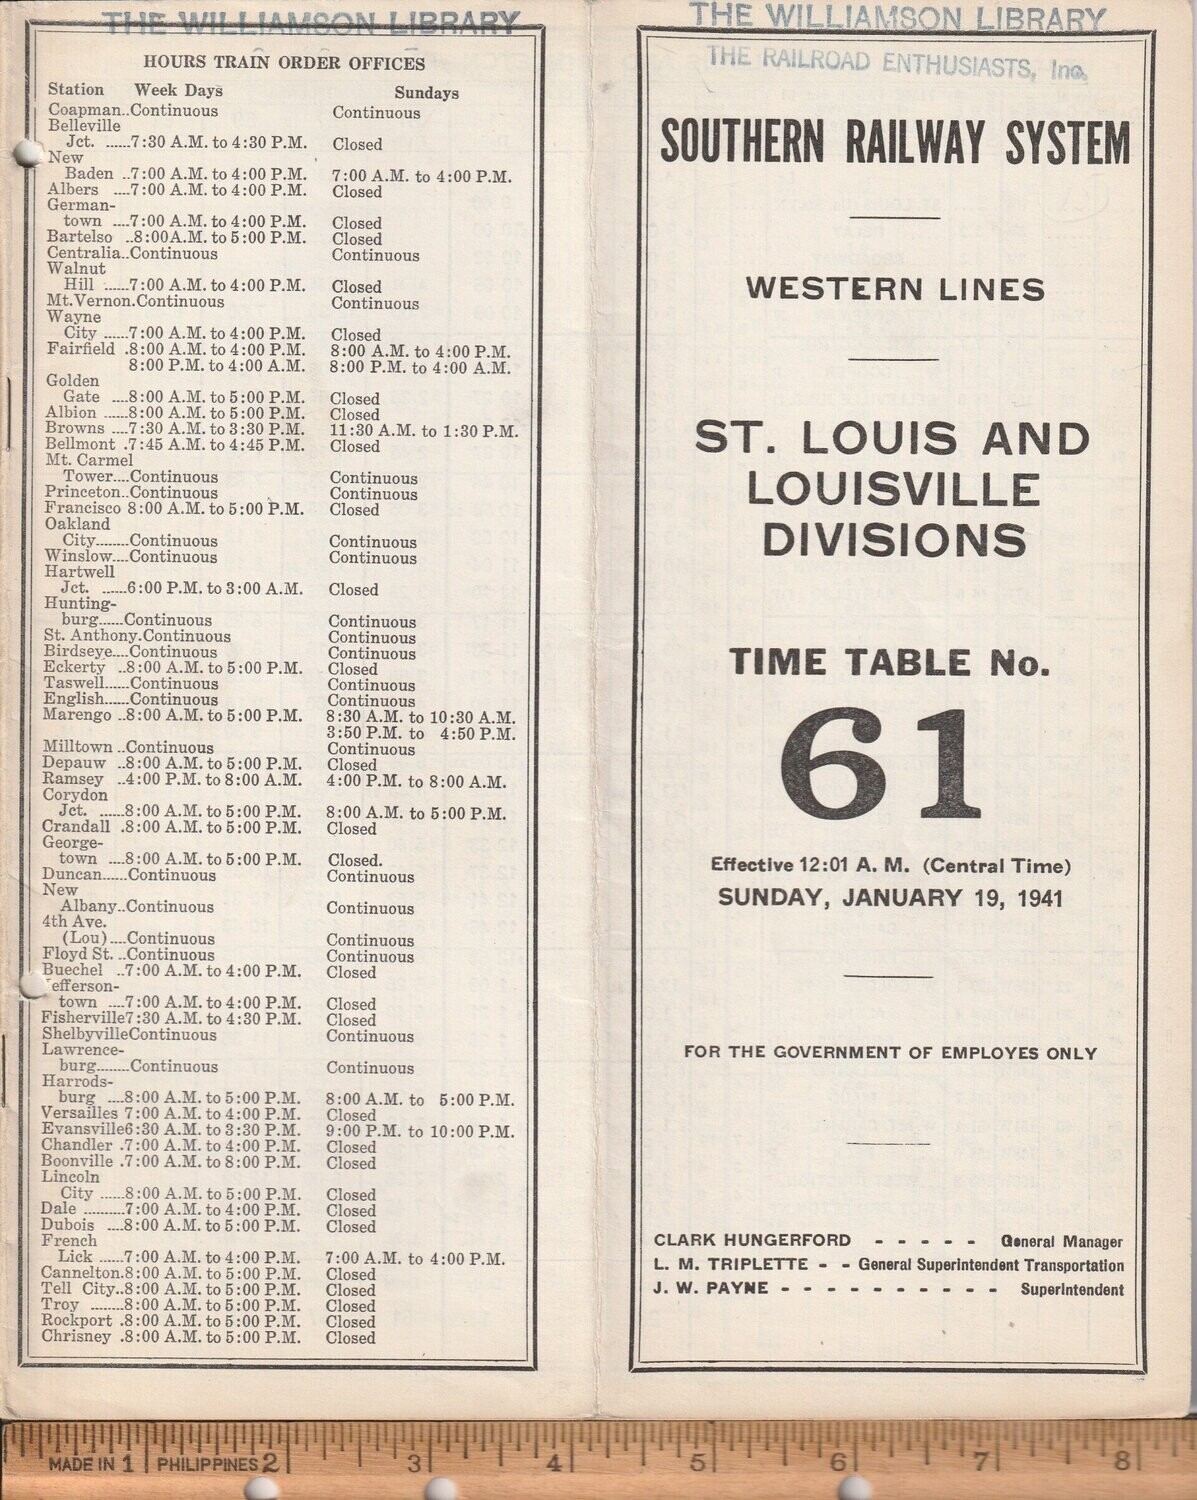 THE WILLIAMSON LIBRARY
HOURS TRAIN ORDER OFFICES
Station Week Days Sundays
Coapman..Continuous Continuous
Belleville
Jct. ......7:30 A.M. to 4:30 P.M. Closed
New
Baden ..7:00 A.M. to 4:00 P.M. 7:00 A.M. to 4:00 P.M.
Albers ....7:00 A.M. to 4:00 P.M. Closed
German-
town ....7:00 A.M. to 4:00 P.M. Closed
Bartelso ..8:00A.M. to 5:00 P.M. Closed
Centralia..Continuous Continuous
Walnut
Hill ......7:00 A.M. to 4:00 P.M. Closed
Mt.Vernon.Continuous Continuous
Wayne
City ......7:00 A.M. to 4:00 P.M. Closed
Fairfield .8:00 A.M. to 4:00 P.M. 8:00 A.M. to 4:00 P.M.
8:00 P.M. to 4:00 A.M. 8:00 P.M. to 4:00 A.M.
Golden
Gate ....8:00 A.M. to 5:00 P.M. Closed
Albion ......8:00 A.M. to 5:00 P.M. Closed
Browns ....7:30 A.M. to 3:30 P.M. 11:30 A.M. to 1:30 P.M.
Bellmont .7:45 A.M. to 4:45 P.M. Closed
Mt. Carmel
Tower....Continuous Continuous
Princeton..Continuous Continuous
Francisco 8:00 A.M. to 5:00 P.M. Closed
Oakland
City........Continuous Continuous
Winslow....Continuous Continuous
Hartwell
Jct. ......6:00 P.M. to 3:00 A.M. Closed
Hunting-
burg......Continuous Continuous
St. Anthony.Continuous Continuous
Birdseye....Continuous Continuous
Eckerty ..8:00 A.M. to 5:00 P.M. Closed
Taswell......Continuous Continuous
English......Continuous Continuous
Marengo ..8:00 A.M. to 5:00 P.M. 8:30 A.M. to 10:30 A.M.
3:50 P.M. to 4:50 P.M.
Milltown ..Continuous Continuous
Depauw ..8:00 A.M. to 5:00 P.M. Closed
Ramsey ..4:00 P.M. to 8:00 A.M. 4:00 P.M. to 8:00 A.M.
Corydon
Jct. ......8:00 A.M. to 5:00 P.M. 8:00 A.M. to 5:00 P.M.
Crandall .8:00 A.M. to 5:00 P.M. Closed
George-
town ....8:00 A.M. to 5:00 P.M. Closed.
Duncan......Continuous Continuous
New
Albany..Continuous Continuous
4th Ave.
(Lou)....Continuous Continuous
Floyd St. ..Continuous Continuous
Buechel ..7:00 A.M. to 4:00 P.M. Closed
efferson-
town ....7:00 A.M. to 4:00 P.M. Closed
Fisherville7:30 A.M. to 4:30 P.M. Closed
ShelbyvilleContinuous Continuous
Lawrence-
burg........Continuous Continuous
Harrods-
burg ....8:00 A.M. to 5:00 P.M. 8:00 A.M. to 5:00 P.M.
Versailles 7:00 A.M. to 4:00 P.M. Closed
Evansville6:30 A.M. to 3:30 P.M. 9:00 P.M. to 10:00 P.M.
Chandler .7:00 A.M. to 4:00 P.M. Closed
Boonville .7:00 A.M. to 8:00 P.M. Closed
Lincoln
City ......8:00 A.M. to 5:00 P.M. Closed
Dale ..........7:00 A.M. to 4:00 P.M. Closed
Dubois ....8:00 A.M. to 5:00 P.M. Closed
French
Lick ......7:00 A.M. to 4:00 P.M. 7:00 A.M. to 4:00 P.M.
Cannelton.8:00 A.M. to 5:00 P.M. Closed
Tell City..8:00 A.M. to 5:00 P.M. Closed
Troy ........8:00 A.M. to 5:00 P.M. Closed
Rockport .8:00 A.M. to 5:00 P.M. Closed
Chrisney .8:00 A.M. to 5:00 P.M. Closed
THE WILLIAMSON LIBRARY
THE RAILROAD ENTHUSIASTS, Inc.
SOUTHERN RAILWAY SYSTEM
WESTERN LINES
ST. LOUIS AND
LOUISVILLE
DIVISIONS
TIME TABLE No.
61
Effective 12:01 A. M. (Central Time)
SUNDAY, JANUARY 19, 1941
FOR THE GOVERNMENT OF EMPLOYES ONLY
CLARK HUNGERFORD - - - - - General Manager
L. M. TRIPLETTE - - General Superintendent Transportation
J. W. PAYNE - - - - - - - - - - Superintendent
MADE IN 1 PHILIPPINES 2 3 4 5 6 7 8